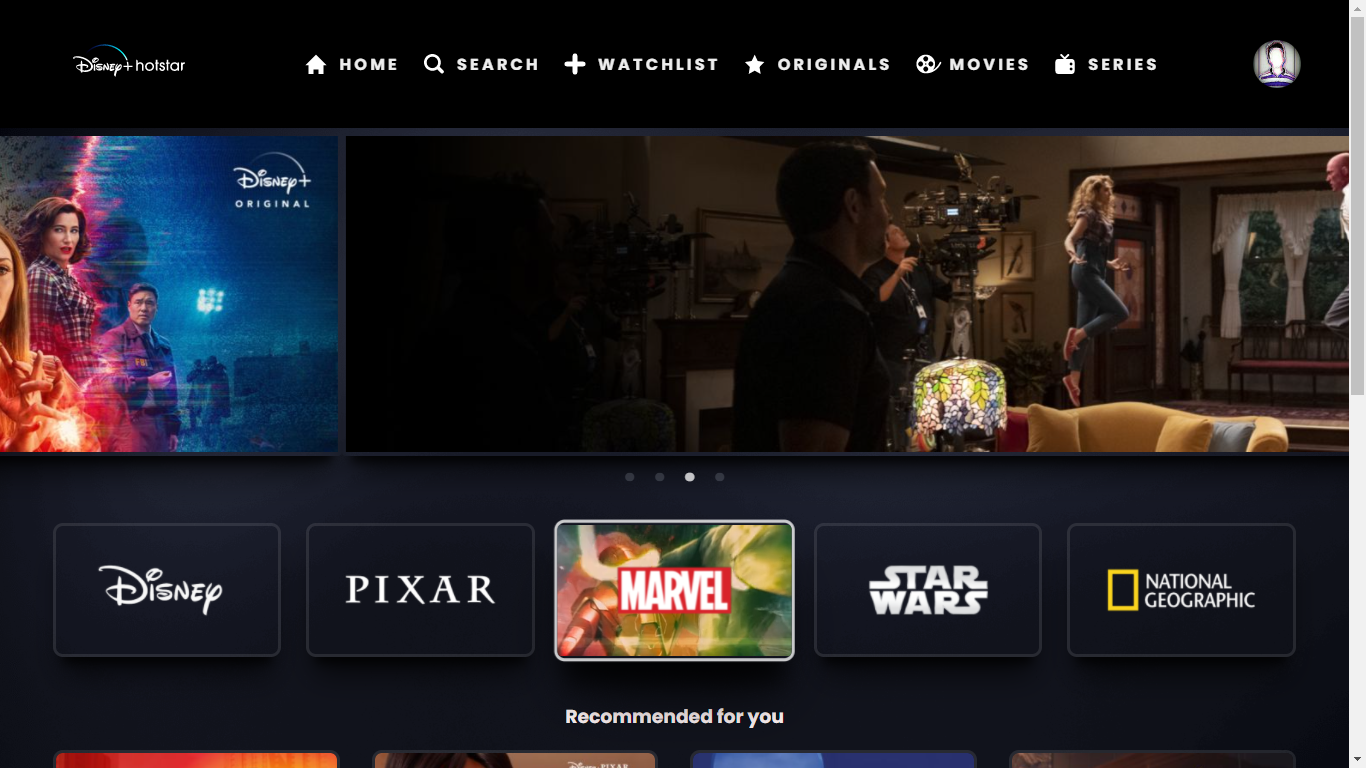 Disney+ hotstar
HOME
SEARCH
WATCHLIST
ORIGINALS
MOVIES
SERIES
Disney+
ORIGINAL
FBI
Disney
PIXAR
MARVEL
STAR
WARS
NATIONAL
GEOGRAPHIC
Recommended for you
Disney · PIXAR